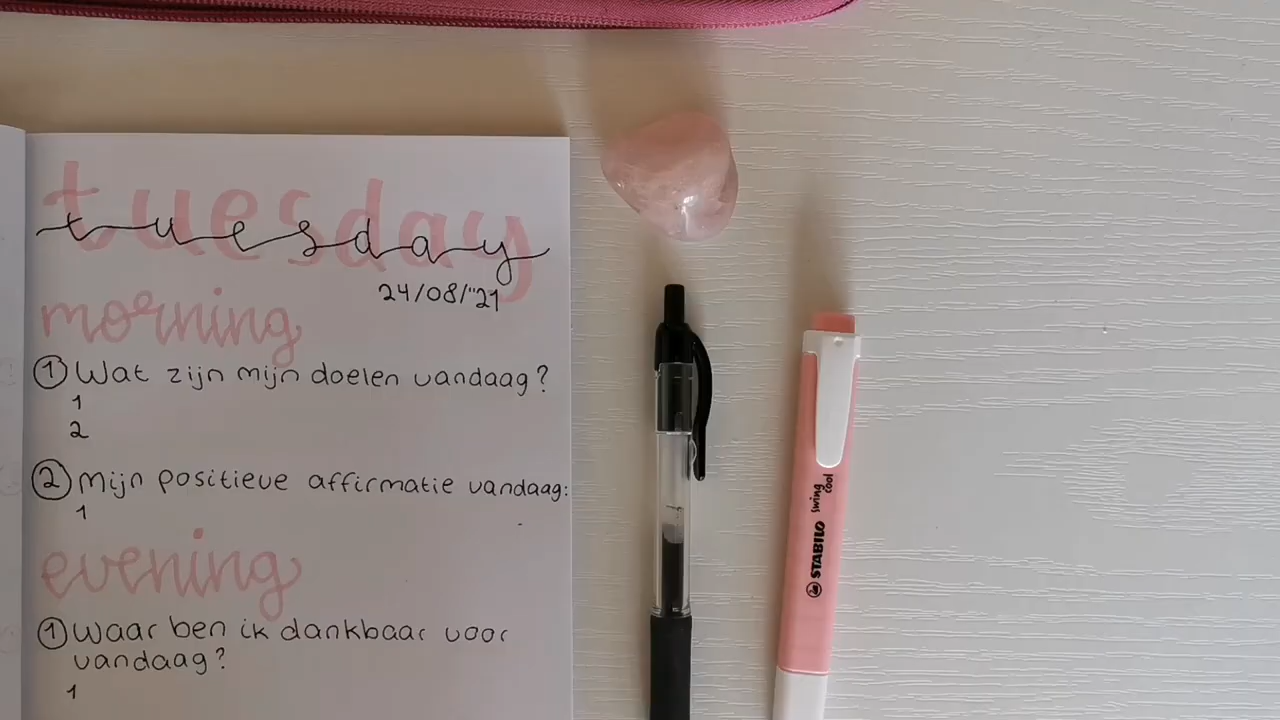 tuesday
tuesday
24/08/"21
morning
① Wat zijn mijn doelen vandaag?
1
2
② Mijn positieve affirmatie vandaag:
1
evening
① Waar ben ik dankbaar voor
vandaag?
1
STABILO swing cool